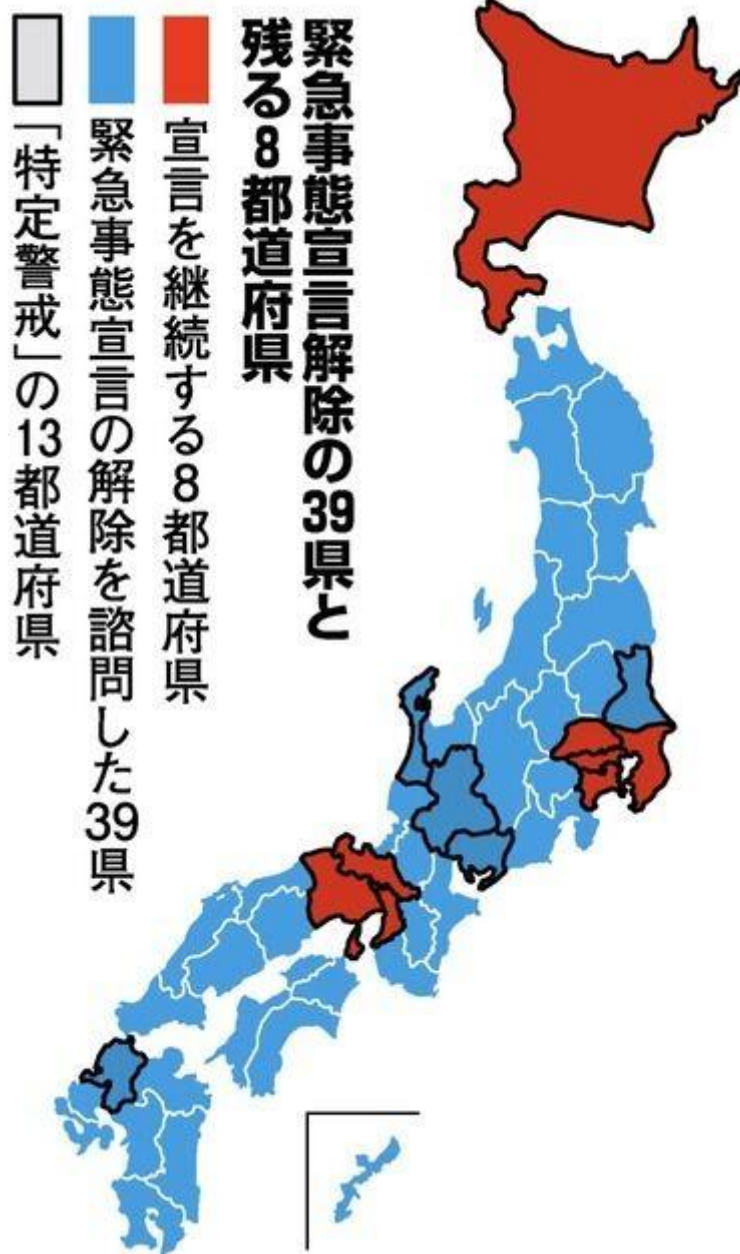 緊急事態宣言解除の39県と
残る8都道府県
宣言を継続する8都道府県
緊急事態宣言の解除を諮問した39県
「特定警戒」の13都道府県